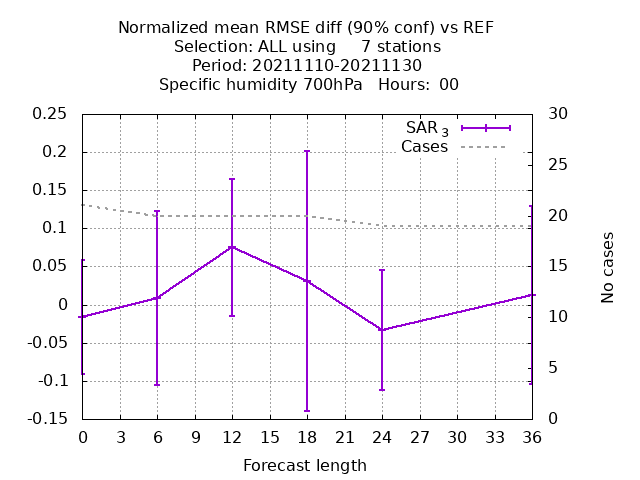 Normalized mean RMSE diff (90% conf) vs REF
Selection: ALL using     7 stations
Period: 20211110-20211130
Specific humidity 700hPa   Hours:  00
0.25
0.2
0.15
0.1
0.05
0
-0.05
-0.1
-0.15
30
25
20
15
10
5
0
SAR 3
Cases
No cases
0 3 6 9 12 15 18 21 24 27 30 33 36
Forecast length